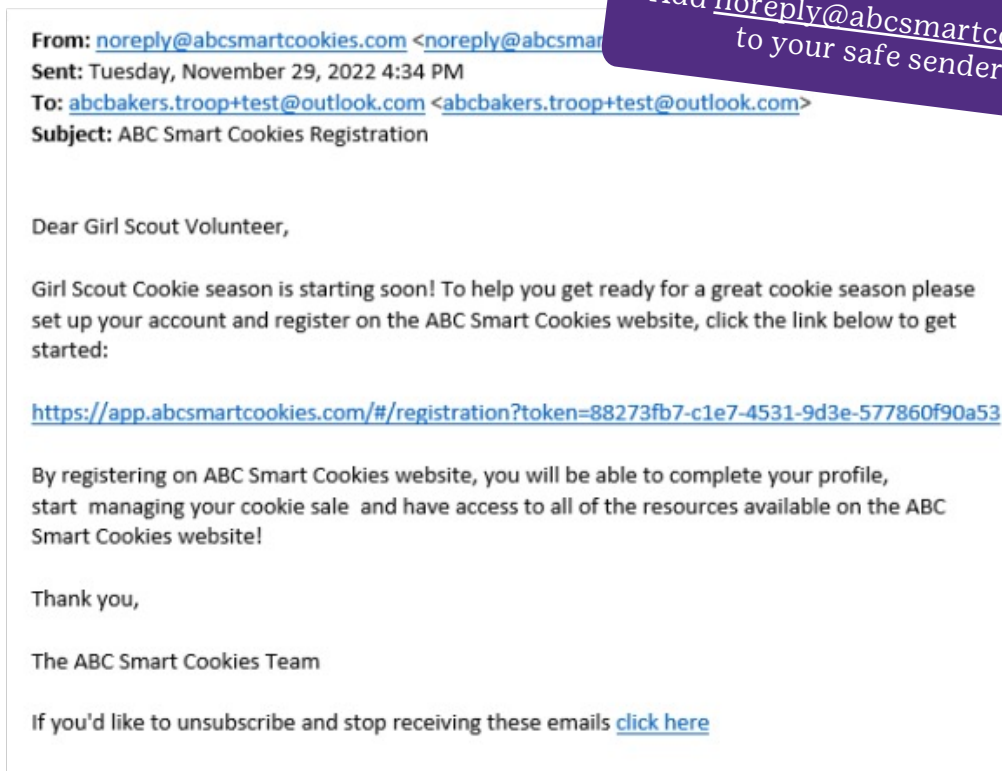 Add noreply@abcsmartco
to your safe sender
From: noreply@abcsmartcookies.com <noreply@abcsmar
Sent: Tuesday, November 29, 2022 4:34 PM
To: abcbakers.troop+test@outlook.com <abcbakers.troop+test@outlook.com>
Subject: ABC Smart Cookies Registration
Dear Girl Scout Volunteer,
Girl Scout Cookie season is starting soon! To help you get ready for a great cookie season please
set up your account and register on the ABC Smart Cookies website, click the link below to get
started:
https://app.abcsmartcookies.com/#/registration?token=88273fb7-c1e7-4531-9d3e-577860f90a53
By registering on ABC Smart Cookies website, you will be able to complete your profile,
start  managing your cookie sale  and have access to all of the resources available on the ABC
Smart Cookies website!
Thank you,
The ABC Smart Cookies Team
If you'd like to unsubscribe and stop receiving these emails click here